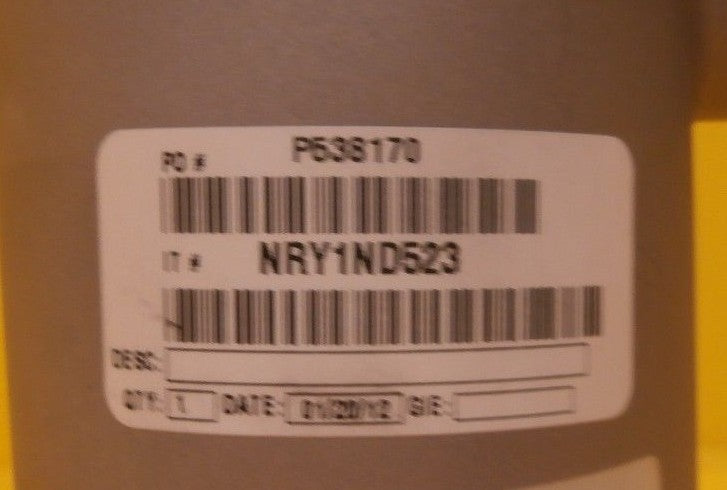 PO # P538170
IT # NRY1ND523
DESC:
QTY: 1 DATE: 01/20/12 G/E: